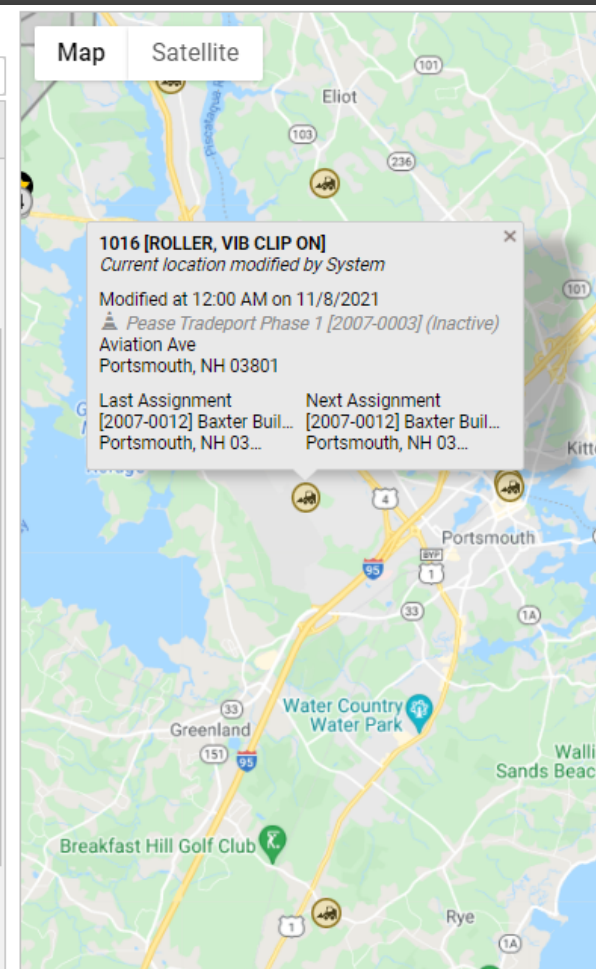 Map Satellite
101
Eliot
103
236
1016 [ROLLER, VIB CLIP ON]
Current location modified by System
Modified at 12:00 AM on 11/8/2021
Pease Tradeport Phase 1 [2007-0003] (Inactive)
Aviation Ave
Portsmouth, NH 03801
Last Assignment Next Assignment
[2007-0012] Baxter Buil... [2007-0012] Baxter Buil...
Portsmouth, NH 03... Portsmouth, NH 03...
101
Kitt
4
Portsmouth
BYP
1
95
33
1A
Water Country
Water Park
33
Greenland
151
95
Walli
Sands Beac
Breakfast Hill Golf Club
1
Rye
1A